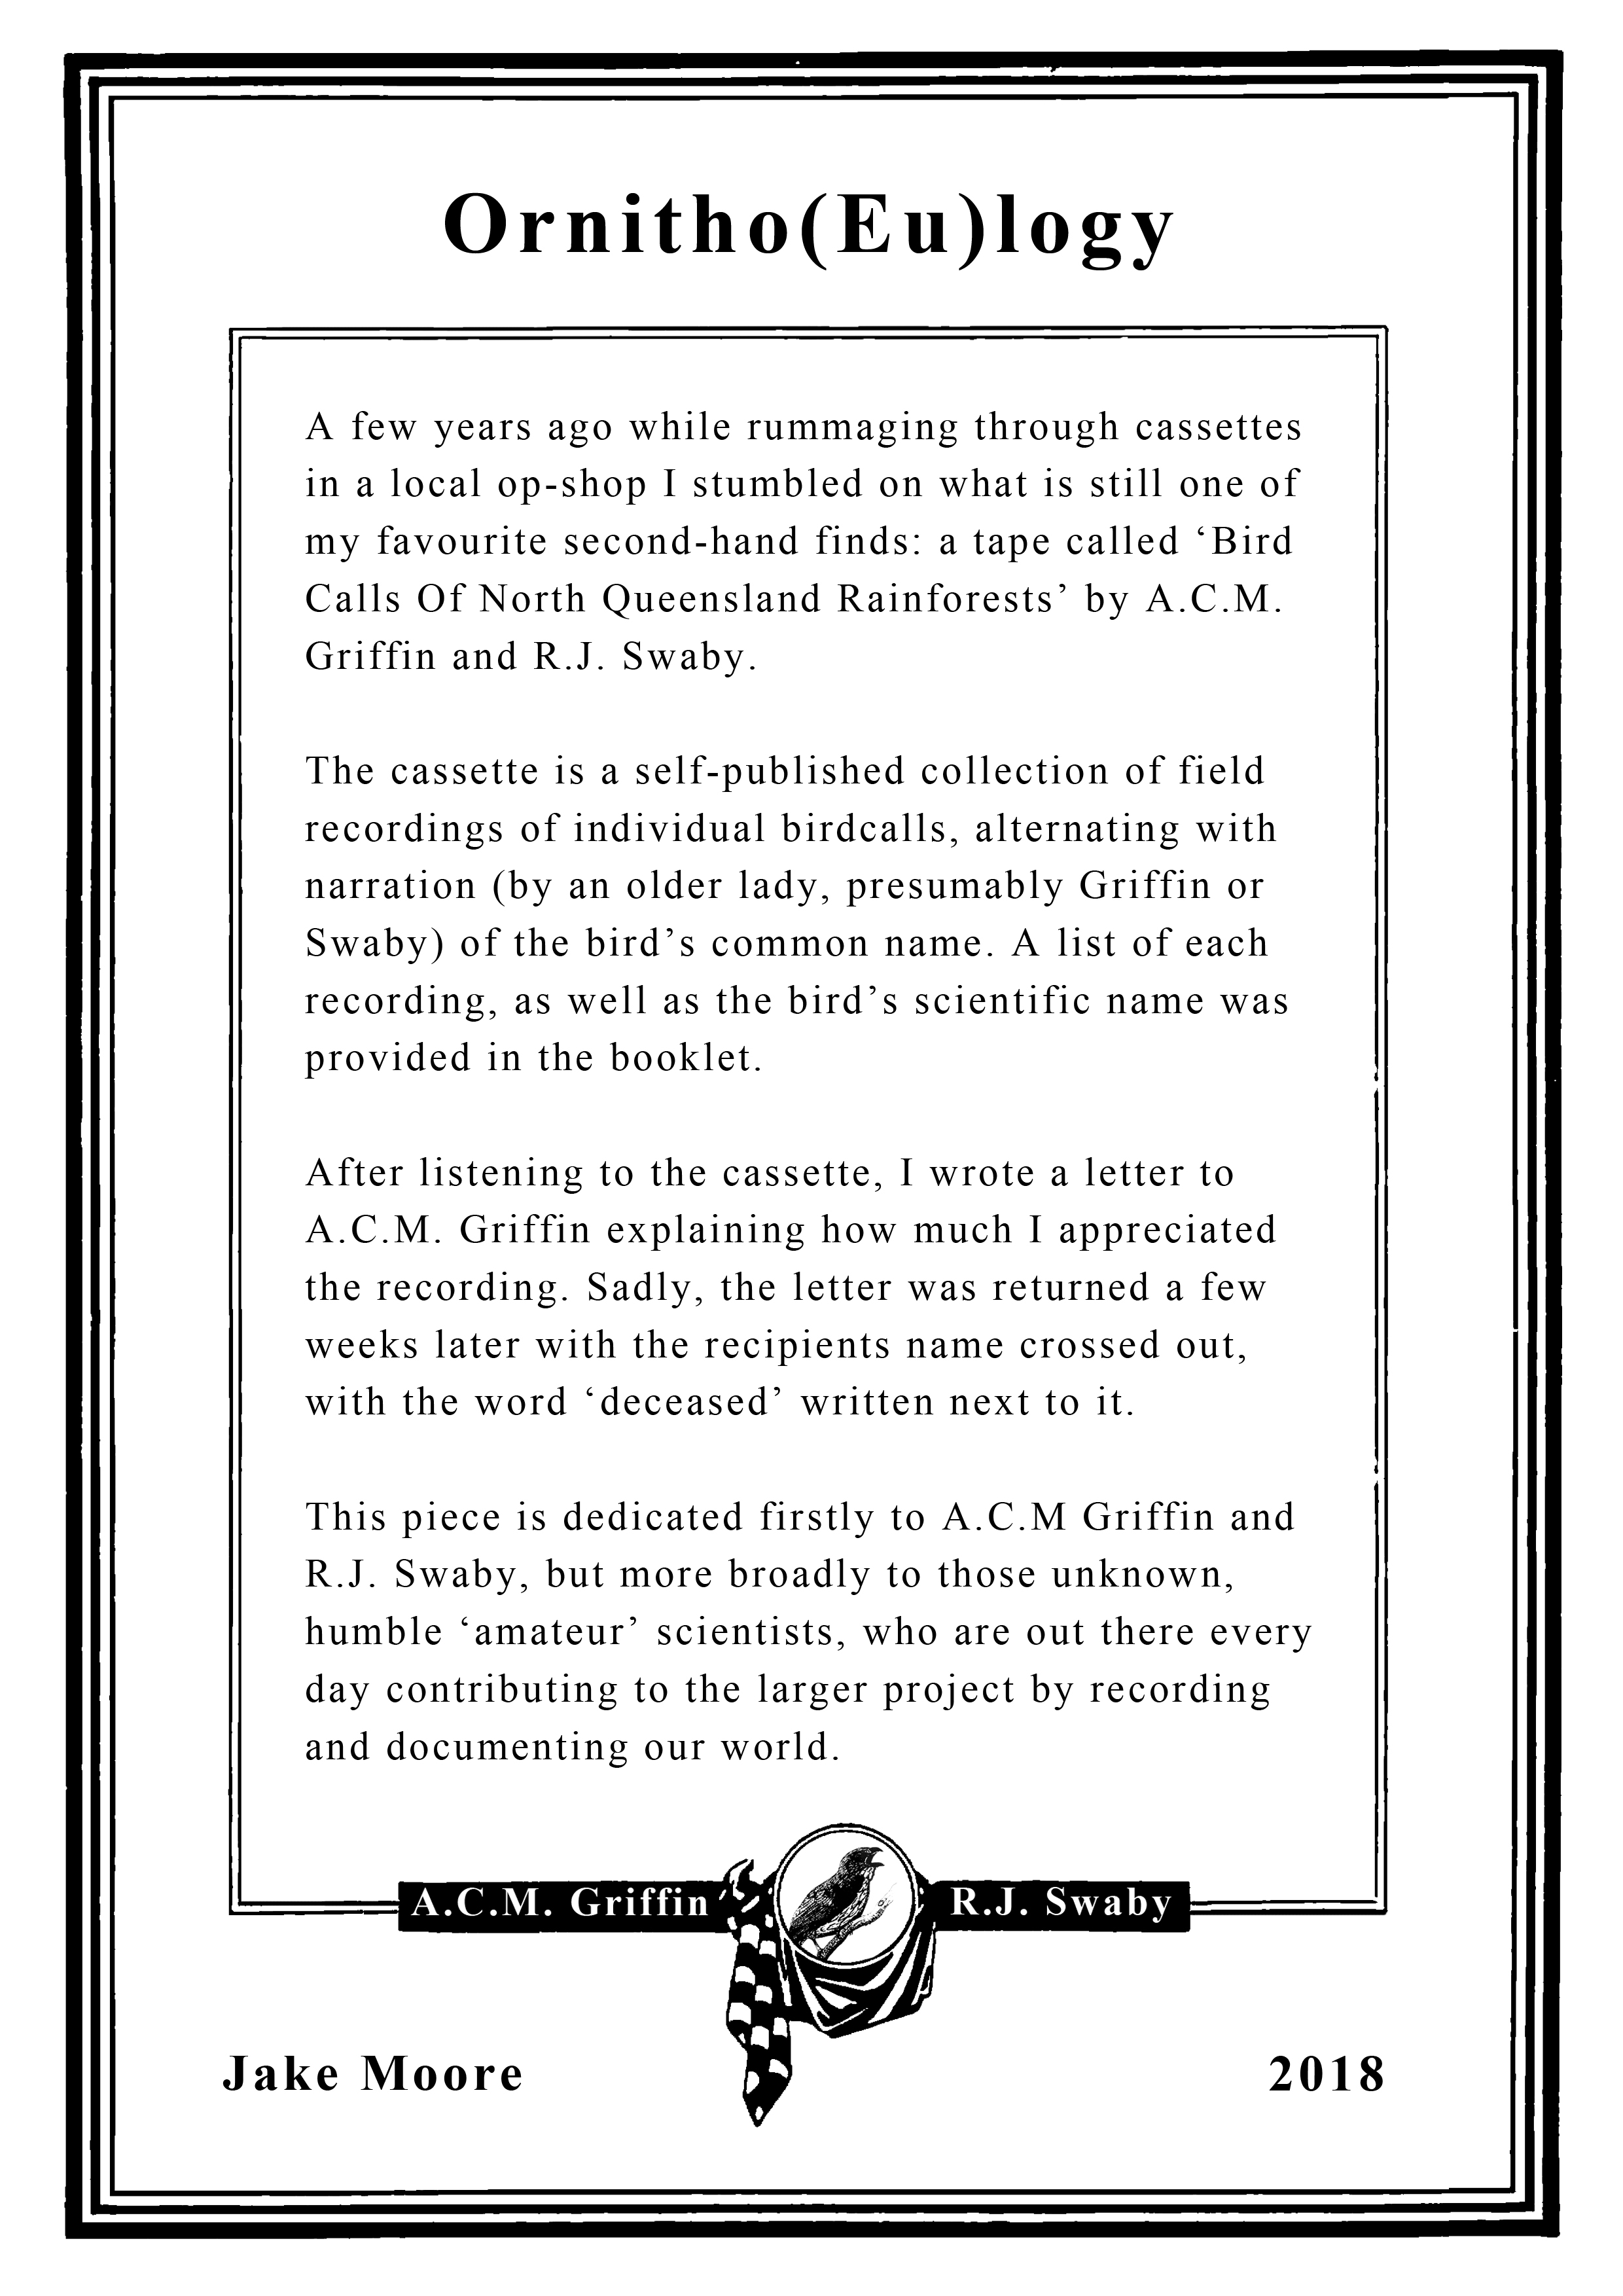 Ornitho(Eu)logy
A few years ago while rummaging through cassettes
in a local op-shop I stumbled on what is still one of
my favourite second-hand finds: a tape called ‘Bird
Calls Of North Queensland Rainforests’ by A.C.M.
Griffin and R.J. Swaby.
The cassette is a self-published collection of field
recordings of individual birdcalls, alternating with
narration (by an older lady, presumably Griffin or
Swaby) of the bird’s common name. A list of each
recording, as well as the bird’s scientific name was
provided in the booklet.
After listening to the cassette, I wrote a letter to
A.C.M. Griffin explaining how much I appreciated
the recording. Sadly, the letter was returned a few
weeks later with the recipients name crossed out,
with the word ‘deceased’ written next to it.
This piece is dedicated firstly to A.C.M Griffin and
R.J. Swaby, but more broadly to those unknown,
humble ‘amateur’ scientists, who are out there every
day contributing to the larger project by recording
and documenting our world.
A.C.M. Griffin R.J. Swaby
Jake Moore 2018